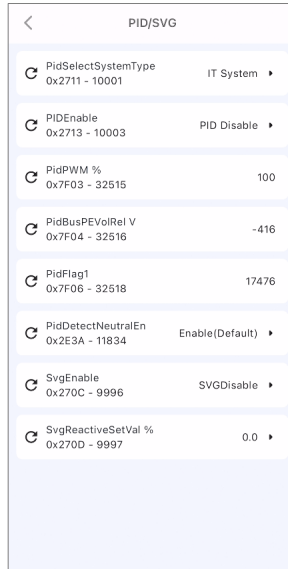 PID/SVG
PidSelectSystemType
0x2711 - 10001
IT System
PIDEnable
0x2713 - 10003
PID Disable
PidPWM %
0x7F03 - 32515
100
PidBusPEVolRel V
0x7F04 - 32516
-416
PidFlag1
0x7F06 - 32518
17476
PidDetectNeutralEn
0x2E3A - 11834
Enable(Default)
SvgEnable
0x270C - 9996
SVGDisable
SvgReactiveSetVal %
0x270D - 9997
0.0